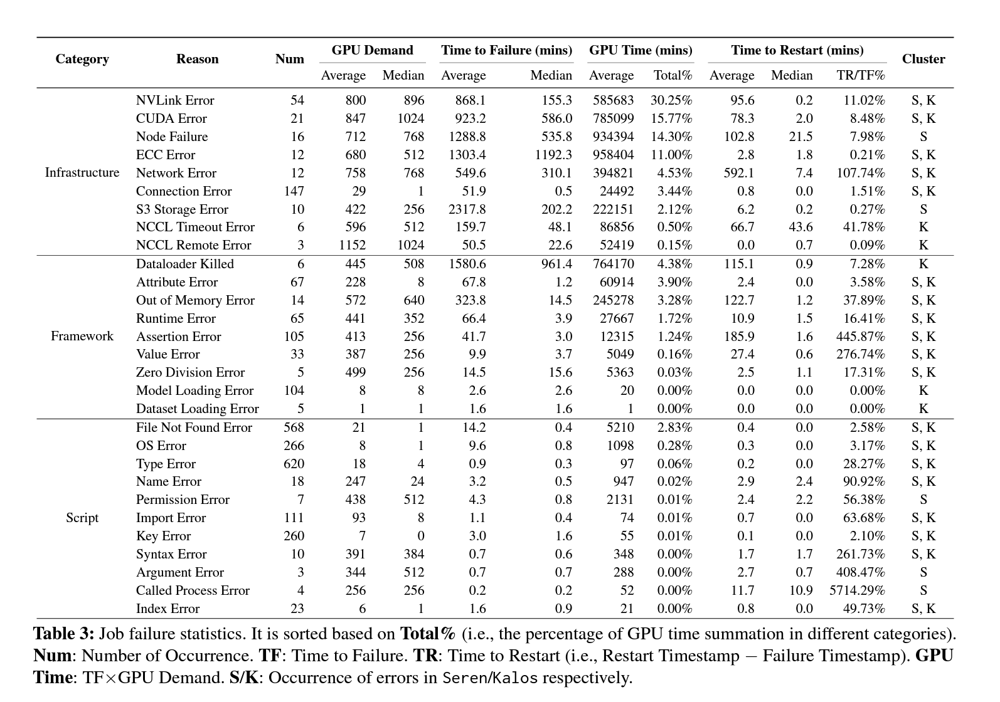 Category Reason Num GPU Demand Time to Failure (mins) GPU Time (mins) Time to Restart (mins) Cluster
Average Median Average Median Average Total% Average Median TR/TF%
NVLink Error 54 800 896 868.1 155.3 585683 30.25% 95.6 0.2 11.02% S, K
CUDA Error 21 847 1024 923.2 586.0 785099 15.77% 78.3 2.0 8.48% S, K
Node Failure 16 712 768 1288.8 535.8 934394 14.30% 102.8 21.5 7.98% S
ECC Error 12 680 512 1303.4 1192.3 958404 11.00% 2.8 1.8 0.21% S, K
Infrastructure Network Error 12 758 768 549.6 310.1 394821 4.53% 592.1 7.4 107.74% S, K
Connection Error 147 29 1 51.9 0.5 24492 3.44% 0.8 0.0 1.51% S, K
S3 Storage Error 10 422 256 2317.8 202.2 222151 2.12% 6.2 0.2 0.27% S
NCCL Timeout Error 6 596 512 159.7 48.1 86856 0.50% 66.7 43.6 41.78% K
NCCL Remote Error 3 1152 1024 50.5 22.6 52419 0.15% 0.0 0.7 0.09% K
Dataloader Killed 6 445 508 1580.6 961.4 764170 4.38% 115.1 0.9 7.28% K
Attribute Error 67 228 8 67.8 1.2 60914 3.90% 2.4 0.0 3.58% S, K
Out of Memory Error 14 572 640 323.8 14.5 245278 3.28% 122.7 1.2 37.89% S, K
Runtime Error 65 441 352 66.4 3.9 27667 1.72% 10.9 1.5 16.41% S, K
Framework Assertion Error 105 413 256 41.7 3.0 12315 1.24% 185.9 1.6 445.87% S, K
Value Error 33 387 256 9.9 3.7 5049 0.16% 27.4 0.6 276.74% S, K
Zero Division Error 5 499 256 14.5 15.6 5363 0.03% 2.5 1.1 17.31% S, K
Model Loading Error 104 8 8 2.6 2.6 20 0.00% 0.0 0.0 0.00% K
Dataset Loading Error 5 1 1 1.6 1.6 1 0.00% 0.0 0.0 0.00% K
File Not Found Error 568 21 1 14.2 0.4 5210 2.83% 0.4 0.0 2.58% S, K
OS Error 266 8 1 9.6 0.8 1098 0.28% 0.3 0.0 3.17% S, K
Type Error 620 18 4 0.9 0.3 97 0.06% 0.2 0.0 28.27% S, K
Name Error 18 247 24 3.2 0.5 947 0.02% 2.9 2.4 90.92% S, K
Permission Error 7 438 512 4.3 0.8 2131 0.01% 2.4 2.2 56.38% S
Script Import Error 111 93 8 1.1 0.4 74 0.01% 0.7 0.0 63.68% S, K
Key Error 260 7 0 3.0 1.6 55 0.01% 0.1 0.0 2.10% S, K
Syntax Error 10 391 384 0.7 0.6 348 0.00% 1.7 1.7 261.73% S, K
Argument Error 3 344 512 0.7 0.7 288 0.00% 2.7 0.7 408.47% S
Called Process Error 4 256 256 0.2 0.2 52 0.00% 11.7 10.9 5714.29% S
Index Error 23 6 1 1.6 0.9 21 0.00% 0.8 0.0 49.73% S, K
Table 3: Job failure statistics. It is sorted based on Total% (i.e., the percentage of GPU time summation in different categories).
Num: Number of Occurrence. TF: Time to Failure. TR: Time to Restart (i.e., Restart Timestamp − Failure Timestamp). GPU
Time: TF×GPU Demand. S/K: Occurrence of errors in Seren/Kalos respectively.